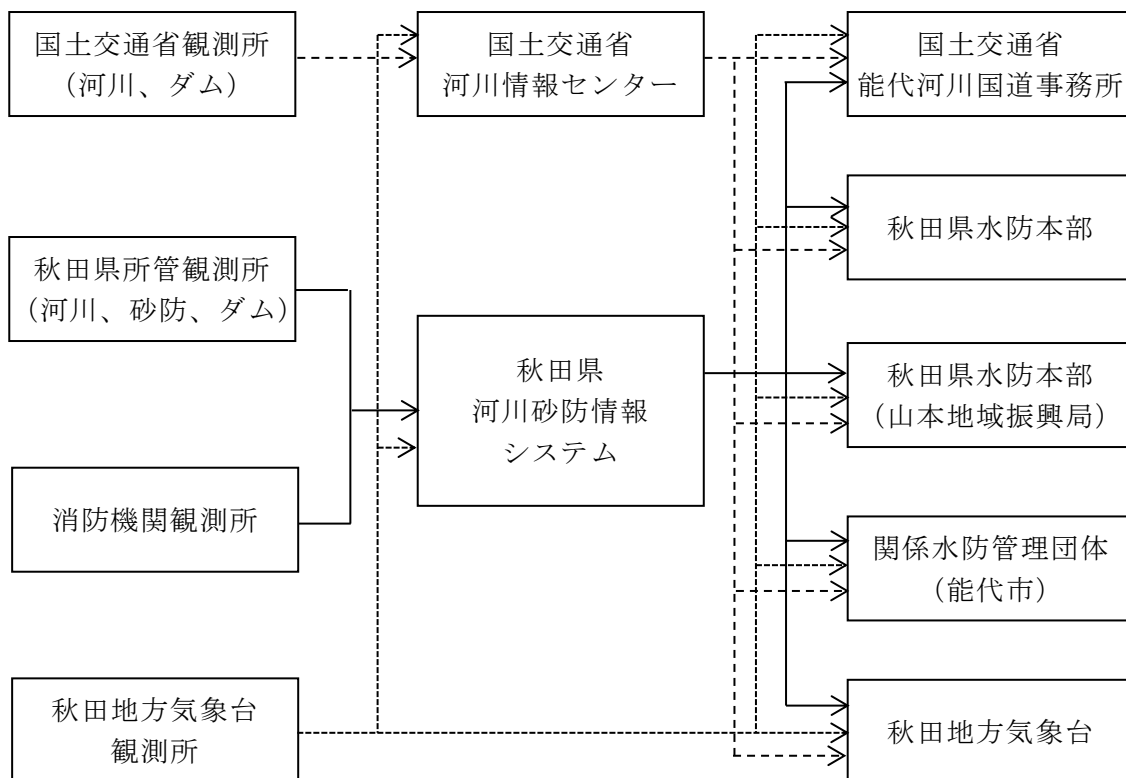 国土交通省観測所
（河川、ダム）
国土交通省
河川情報センター
国土交通省
能代河川国道事務所
秋田県水防本部
秋田県所管観測所
（河川、砂防、ダム）
秋田県
河川砂防情報
システム
秋田県水防本部
（山本地域振興局）
消防機関観測所
関係水防管理団体
（能代市）
秋田地方気象台
観測所
秋田地方気象台